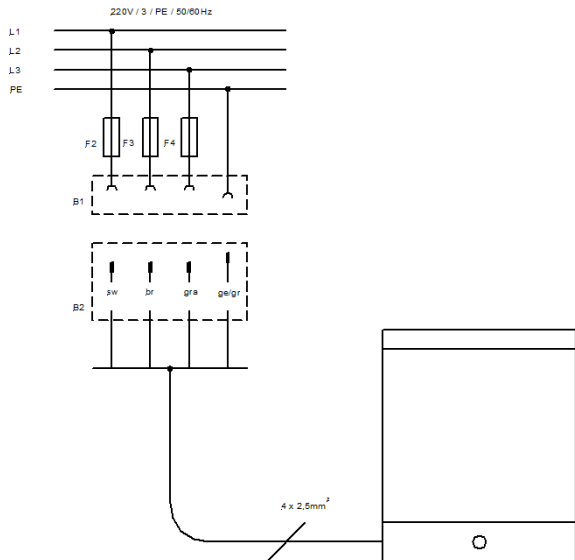 220V / 3 / PE / 50/60Hz
L1
L2
L3
PE
F2 F3 F4
B1
sw br gra ge/gr
B2
4 x 2,5mm²